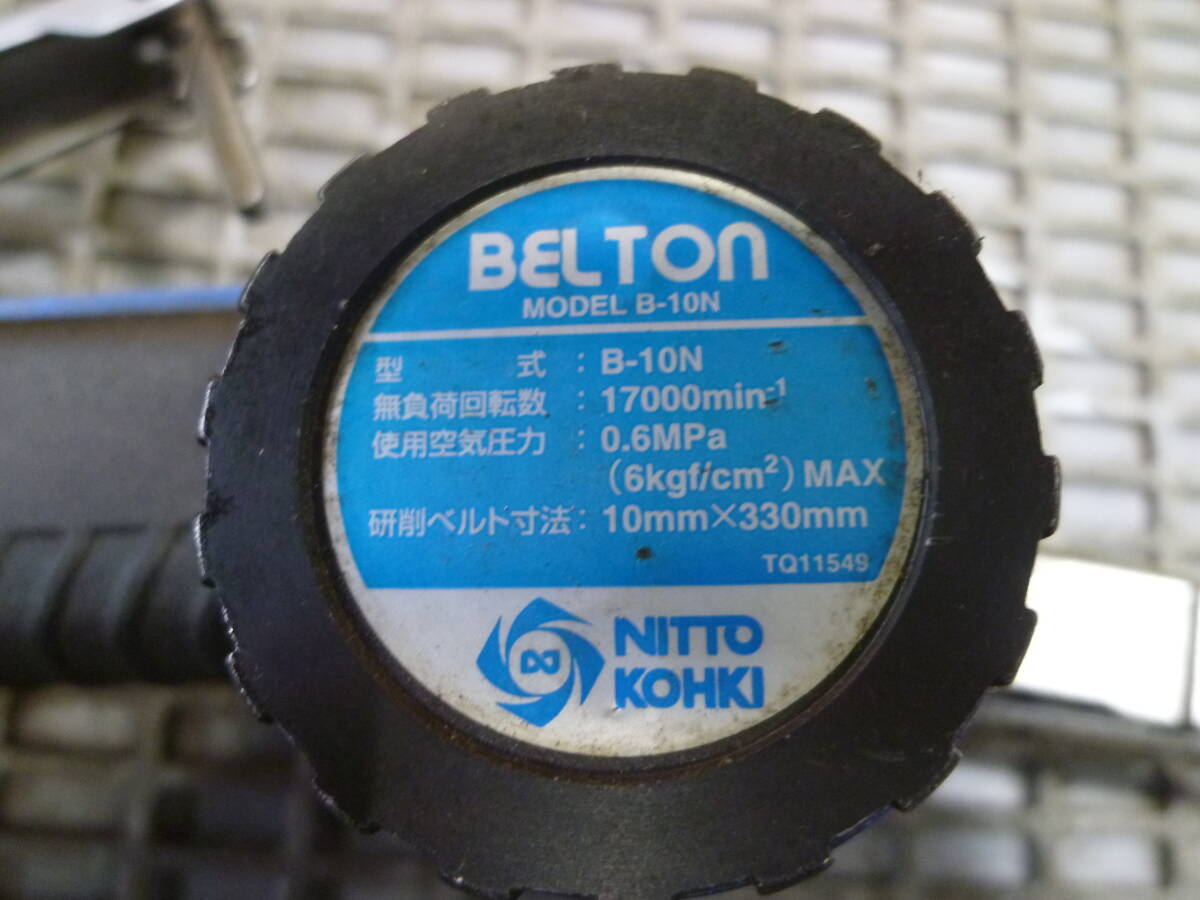 BELTON
MODEL B-10N
型式：B-10N
無負荷回転数：17000min⁻¹
使用空気圧力：0.6MPa
(6kgf/cm²) MAX
研削ベルト寸法：10mm×330mm
TQ11549
NITTO
KOHKI